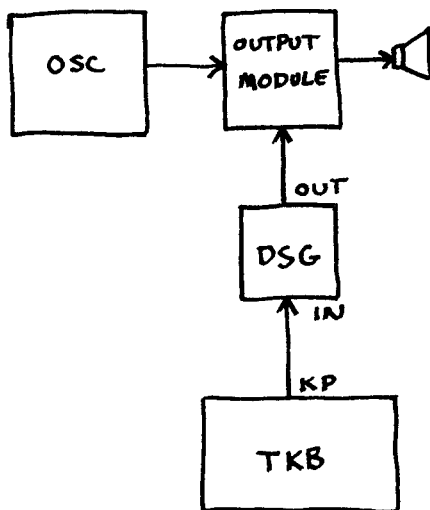 OSC
OUTPUT
MODULE
OUT
DSG
IN
KP
TKB